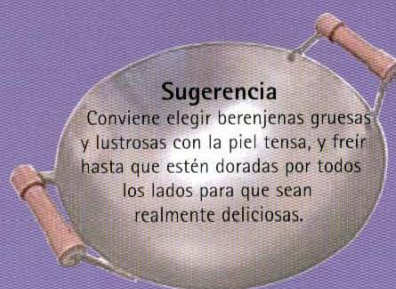 Sugerencia
Conviene elegir berenjenas gruesas
y lustrosas con la piel tensa, y freír
hasta que estén doradas por todos
los lados para que sean
realmente deliciosas.